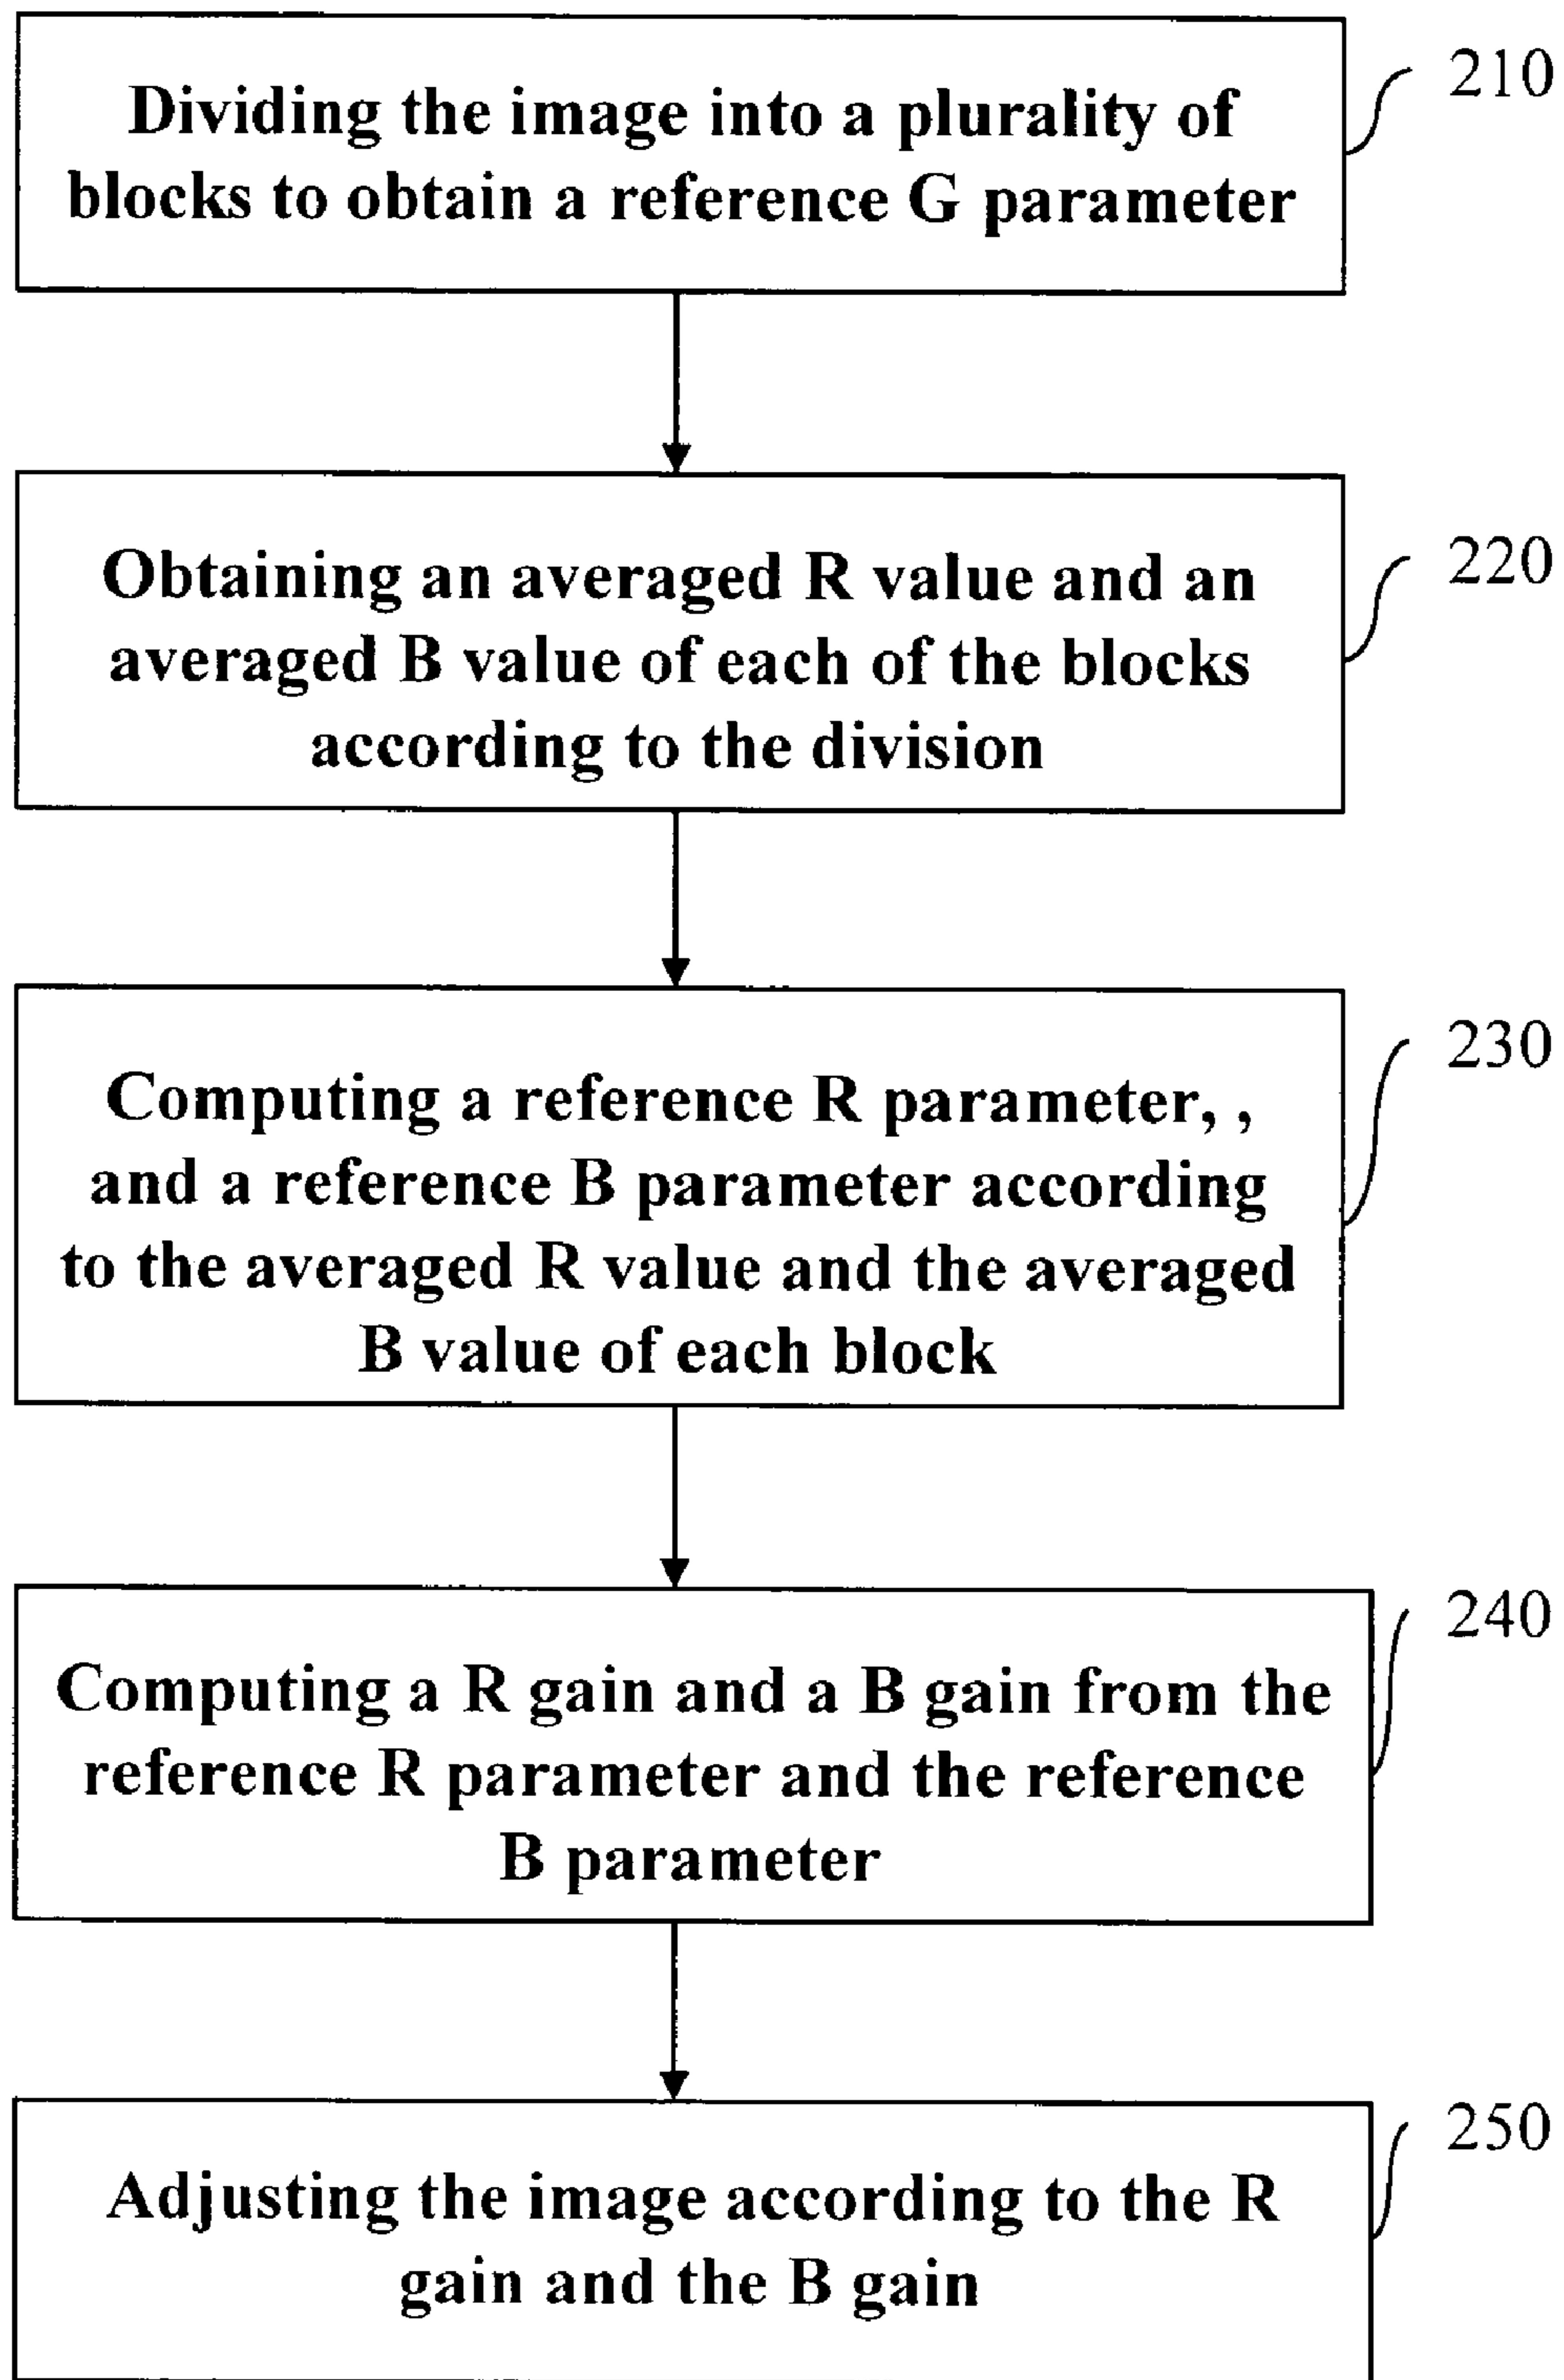 210
Dividing the image into a plurality of
blocks to obtain a reference G parameter
220
Obtaining an averaged R value and an
averaged B value of each of the blocks
according to the division
230
Computing a reference R parameter, ,
and a reference B parameter according
to the averaged R value and the averaged
B value of each block
240
Computing a R gain and a B gain from the
reference R parameter and the reference
B parameter
250
Adjusting the image according to the R
gain and the B gain